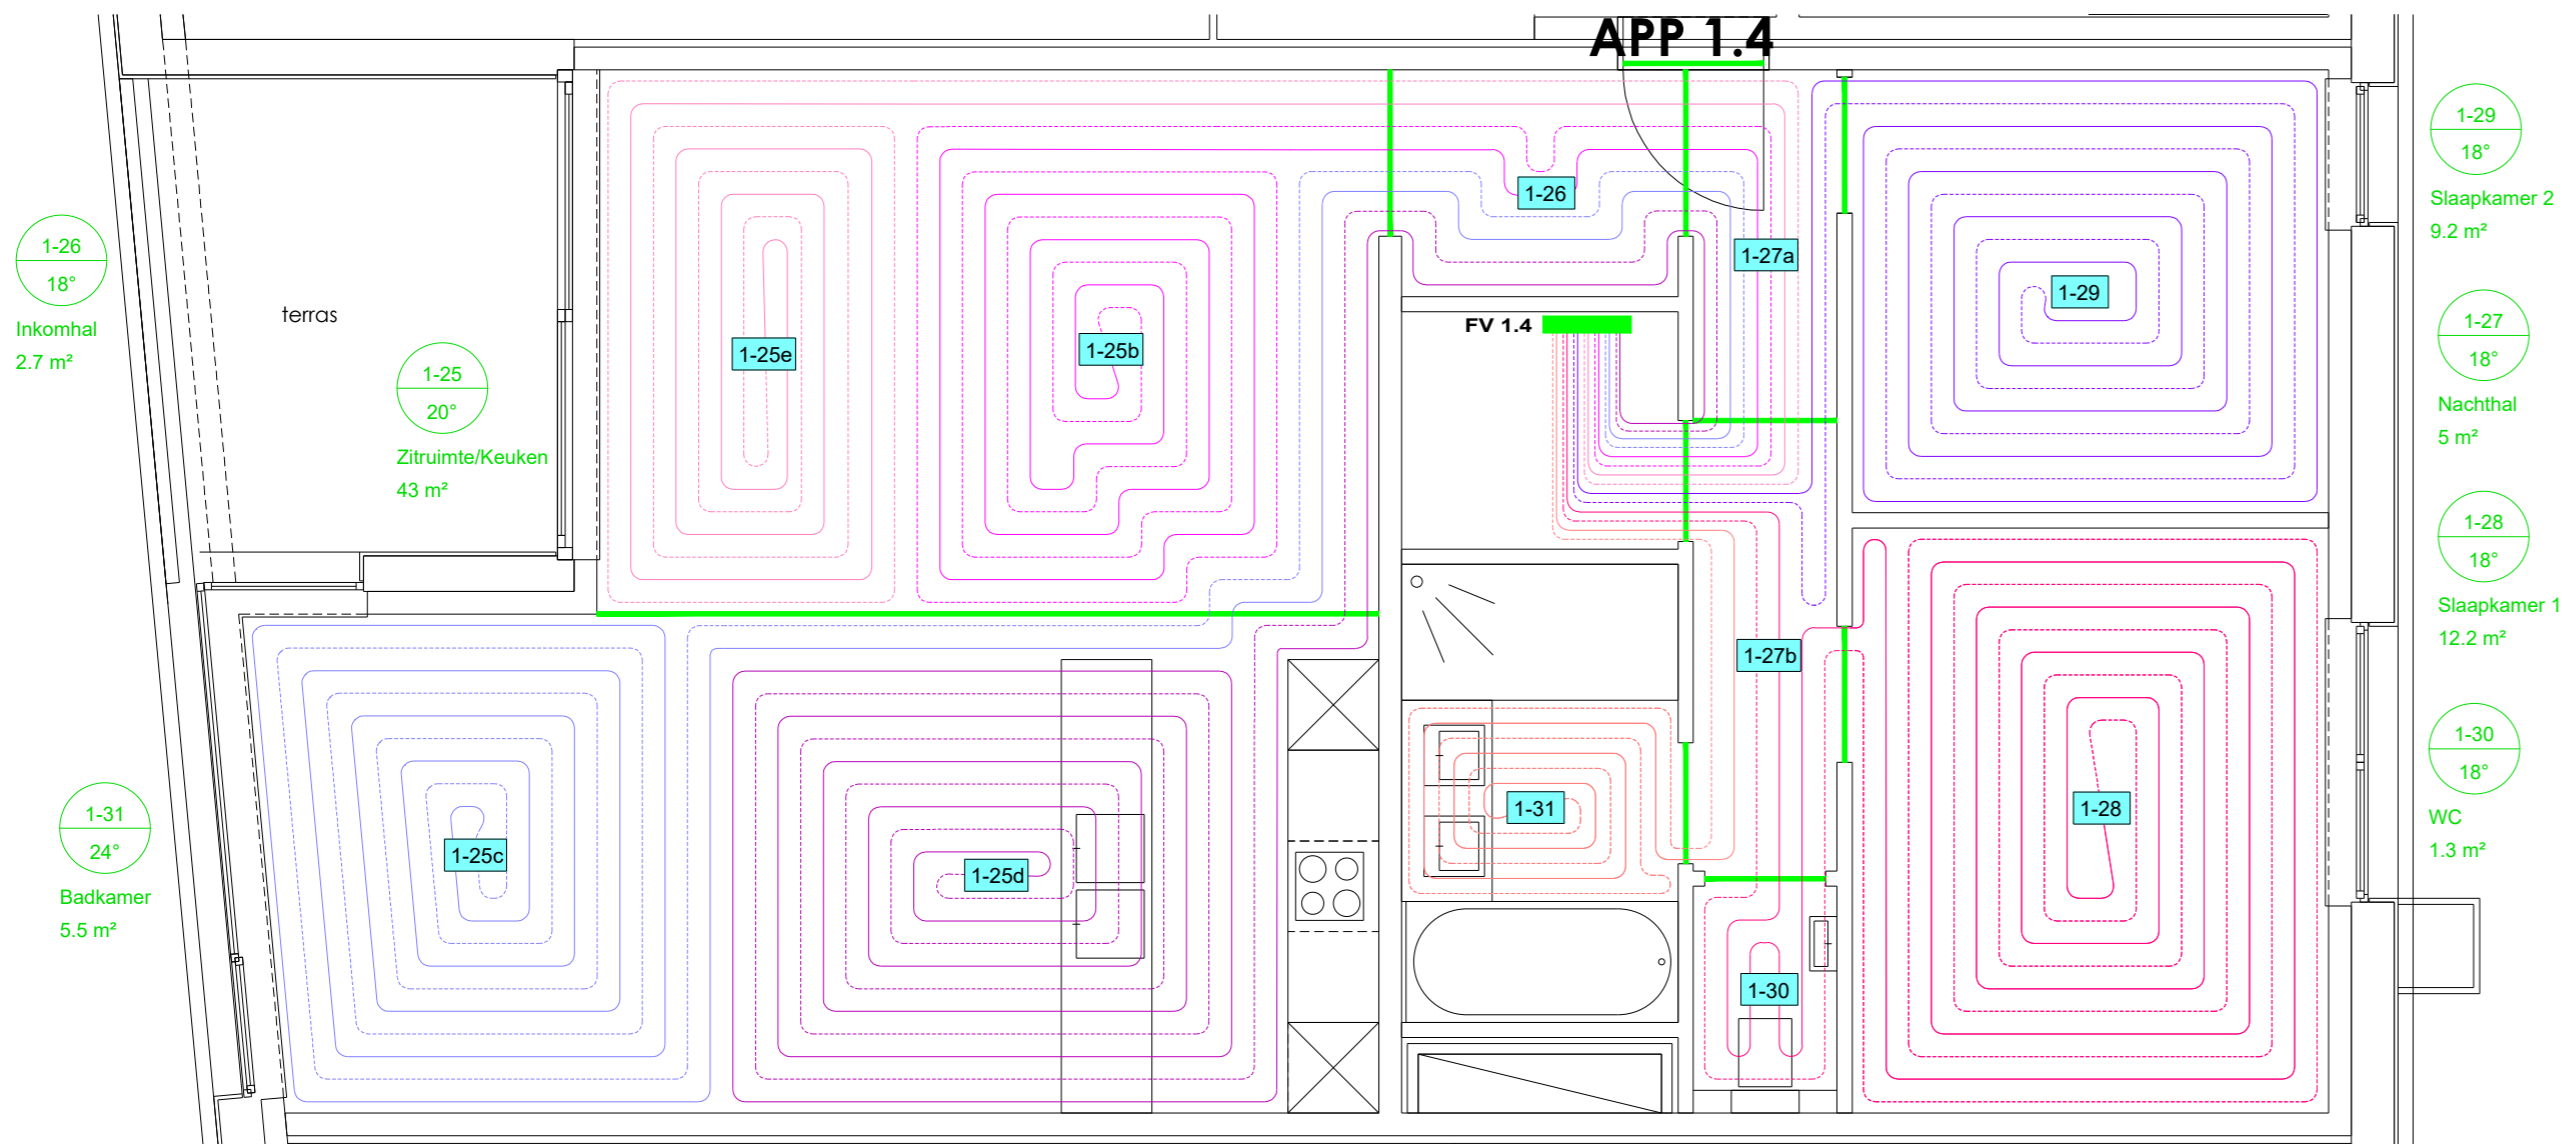 APP 1.4
1-29
18°
Slaapkamer 2
9.2 m²
1-26
18°
Inkomhal
2.7 m²
terras
1-25
20°
Zitruimte/Keuken
43 m²
1-26
1-27a
1-29
FV 1.4
1-25e
1-25b
1-27
18°
Nachthal
5 m²
1-28
18°
Slaapkamer 1
12.2 m²
1-27b
1-30
18°
WC
1.3 m²
1-31
24°
Badkamer
5.5 m²
1-25c
1-25d
1-31
1-28
1-30